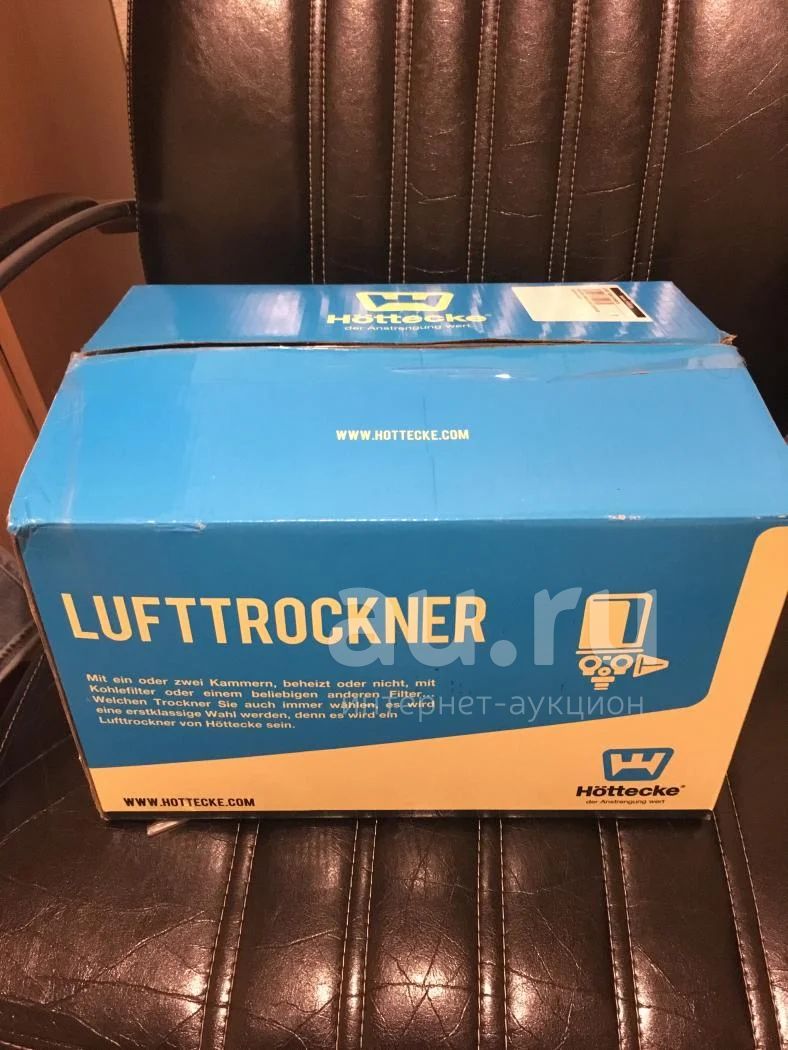 Höttecke
der Anstrengung wert
WWW.HOTTECKE.COM
LUFTTROCKNER
au.ru
интернет-аукцион
Mit ein oder zwei Kammern, beheizt oder nicht, mit
Kohlefilter oder einem beliebigen anderen Filter...
Welchen Trockner Sie auch immer wählen, es wird
eine erstklassige Wahl werden, denn es wird ein
Lufttrockner von Höttecke sein.
WWW.HOTTECKE.COM
Höttecke®
der Anstrengung wert